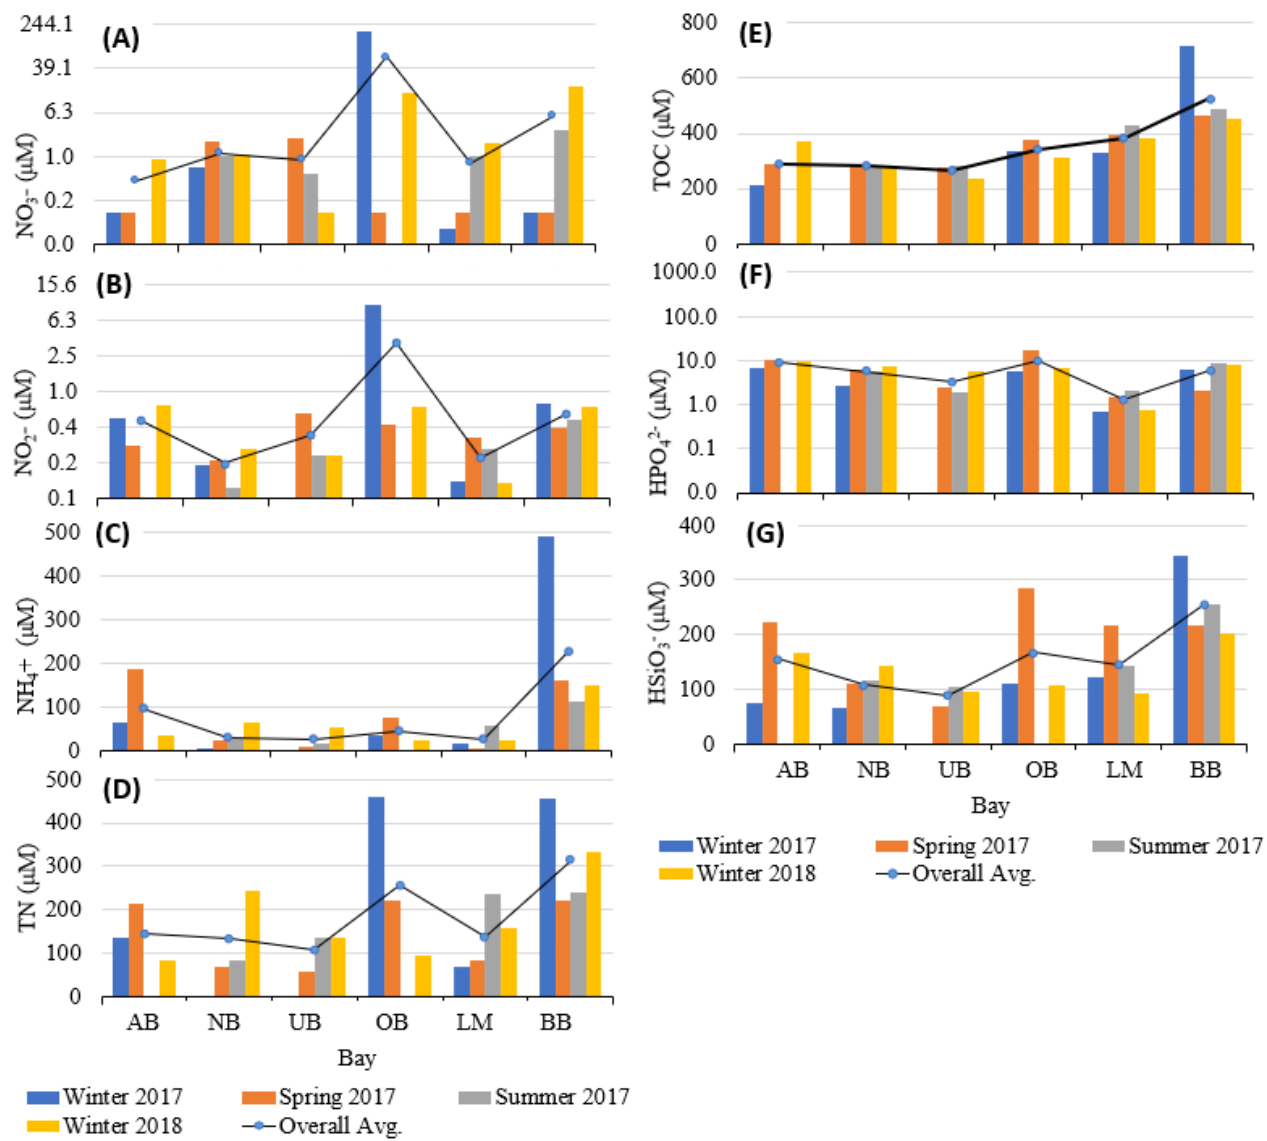 (A)
244.1
39.1
6.3
1.0
0.2
0.0
NO₃− (µM)
(B)
15.6
6.3
2.5
1.0
0.4
0.2
0.1
NO₂- (µM)
(C)
500
400
300
200
100
0
NH₄+ (µM)
(D)
500
400
300
200
100
0
TN (µM)
AB NB UB OB LM BB
Bay
Winter 2017 Spring 2017 Summer 2017
Winter 2018 Overall Avg.
(E)
800
600
400
200
0
TOC (µM)
(F)
1000.0
100.0
10.0
1.0
0.1
0.0
HPO₄²⁻ (µM)
(G)
400
300
200
100
0
HSiO₃⁻ (µM)
AB NB UB OB LM BB
Bay
Winter 2017 Spring 2017 Summer 2017
Winter 2018 Overall Avg.